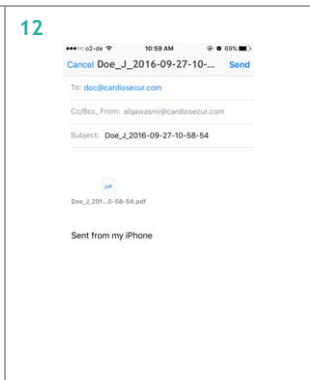 12
o2-de 10:59 AM 69%
Cancel Doe_J_2016-09-27-10-... Send
To: doc@cardiosecur.com
Cc/Bcc, From: alqawasmi@cardiosecur.com
Subject: Doe_J_2016-09-27-10-58-54
pdf
Doe_J_201...0-58-54.pdf
Sent from my iPhone